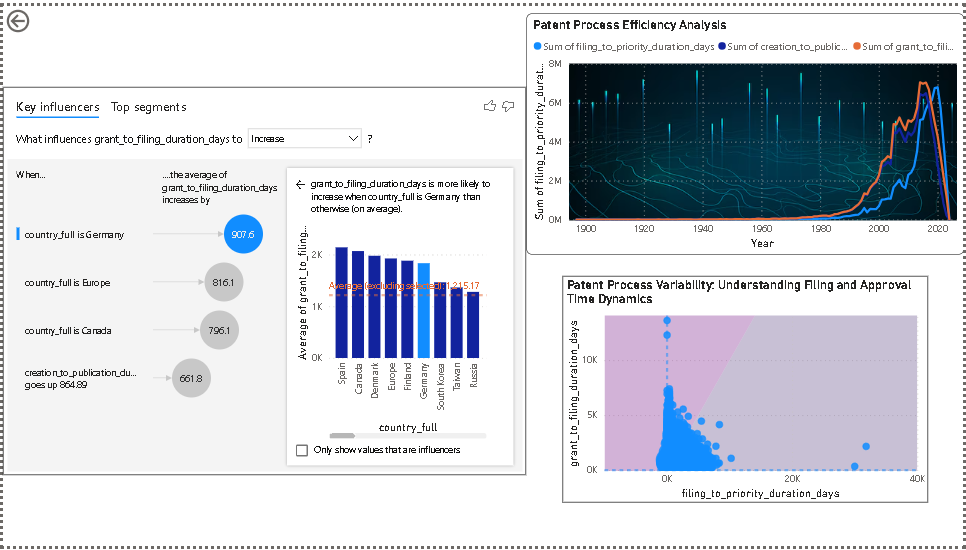 Key influencers Top segments
What influences grant_to_filing_duration_days to Increase ?
When...
....the average of
grant_to_filing_duration_days
increases by
country_full is Germany
907.6
country_full is Europe
816.1
country_full is Canada
796.1
creation_to_publication_du...
goes up 864.89
661.8
grant_to_filing_duration_days is more likely to
increase when country_full is Germany than
otherwise (on average).
Average of grant_to_filing...
2K
1K
0K
Average (excluding selected): 1,215.17
Spain
Canada
Denmark
Europe
Finland
Germany
South Korea
Taiwan
Russia
country_full
Only show values that are influencers
Patent Process Efficiency Analysis
Sum of filing_to_priority_duration_days Sum of creation_to_public... Sum of grant_to_fili...
Sum of filing_to_priority_durat...
8M
6M
4M
2M
0M
1900 1920 1940 1960 1980 2000 2020
Year
Patent Process Variability: Understanding Filing and Approval
Time Dynamics
grant_to_filing_duration_days
10K
5K
0K
0K 20K 40K
filing_to_priority_duration_days